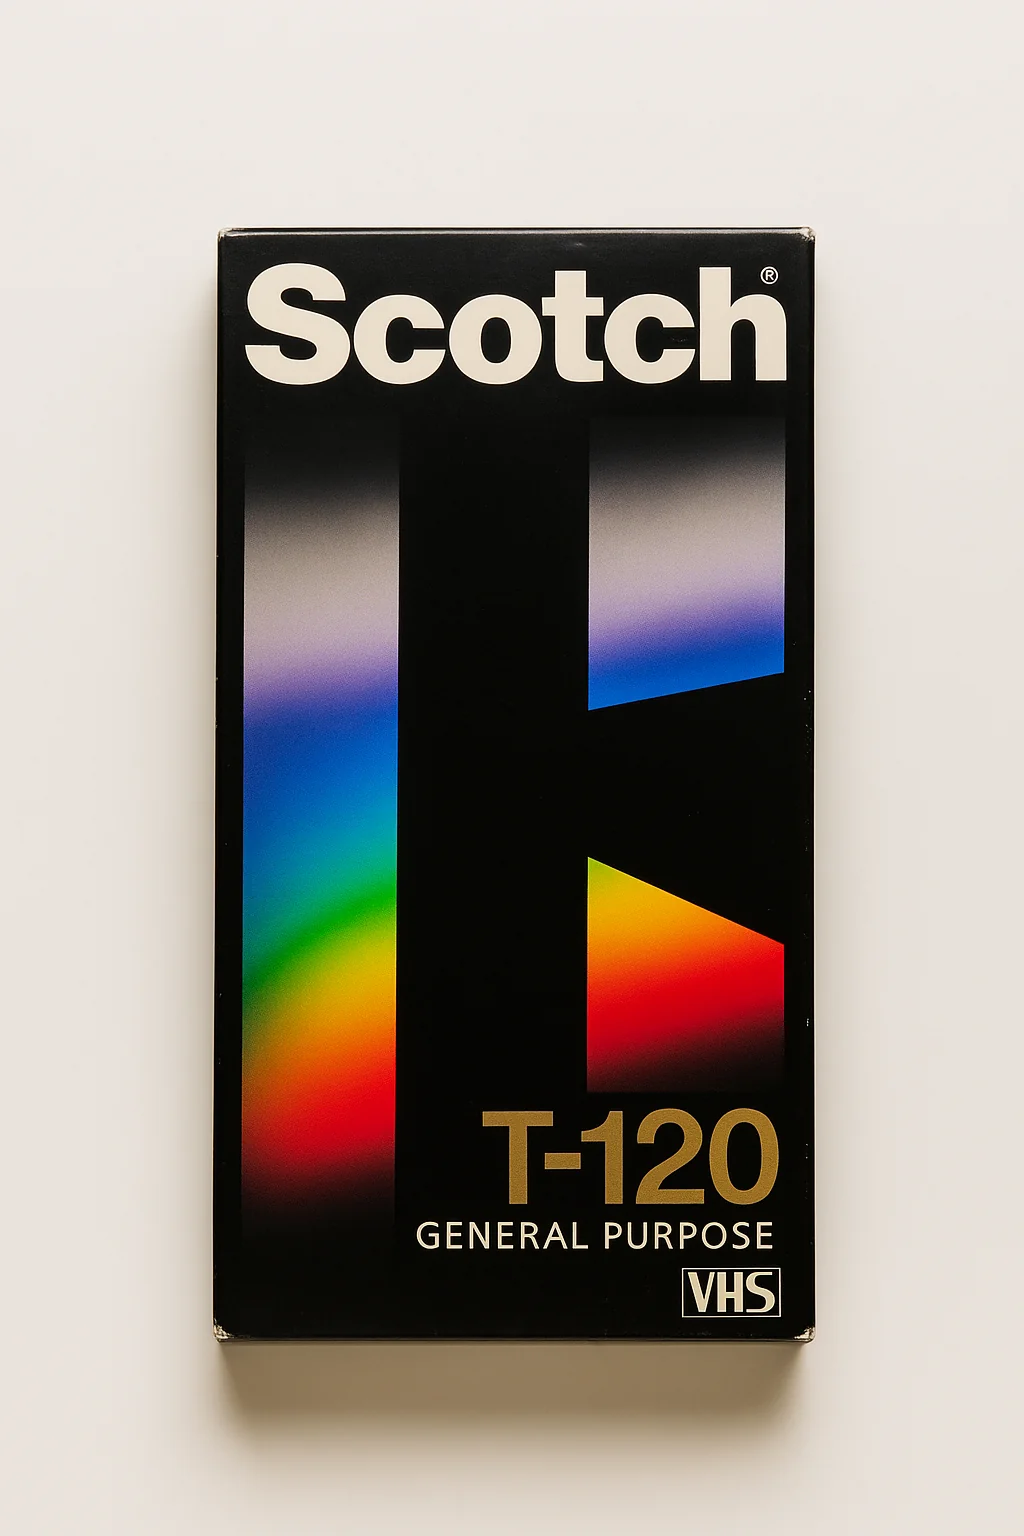 Scotch®
T-120
GENERAL PURPOSE
VHS